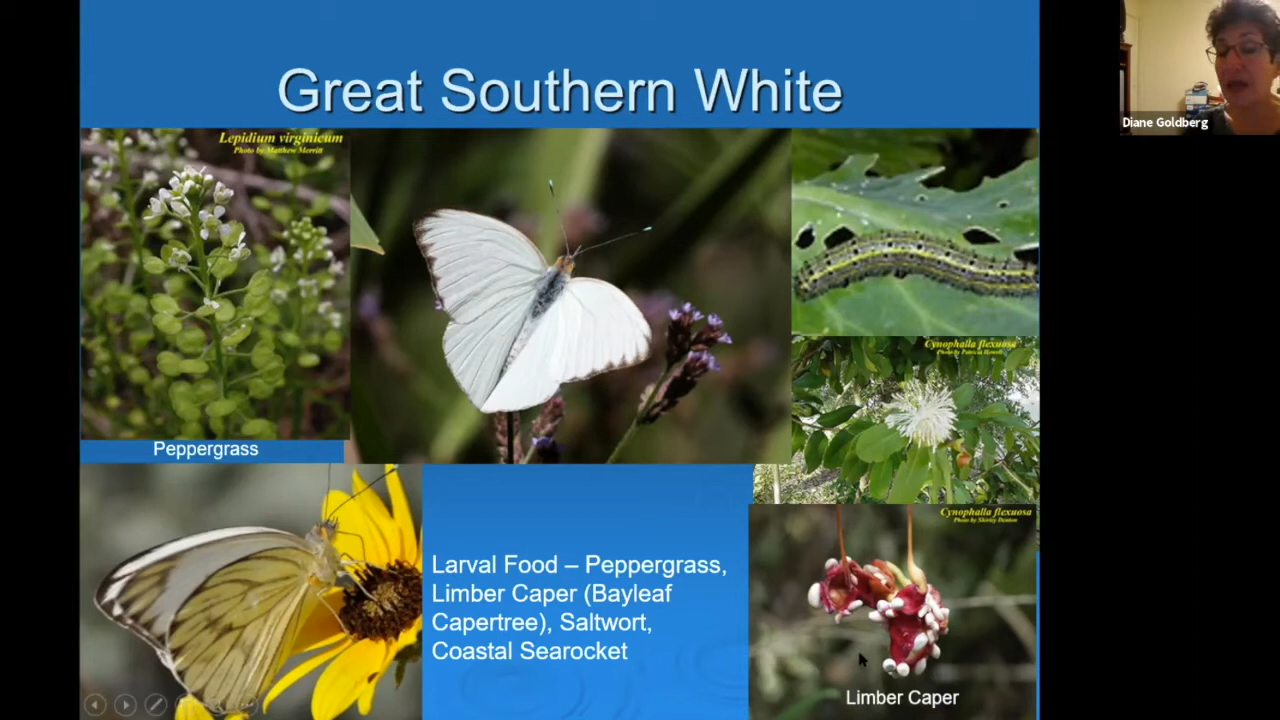 Great Southern White
Lepidium virginicum
Photo by Matthew Merritt
Peppergrass
Cynophalla flexuosa
Photo by Patricia Howell
Larval Food – Peppergrass,
Limber Caper (Bayleaf
Capertree), Saltwort,
Coastal Searocket
Cynophalla flexuosa
Photo by Shirley Denton
Limber Caper
Diane Goldberg